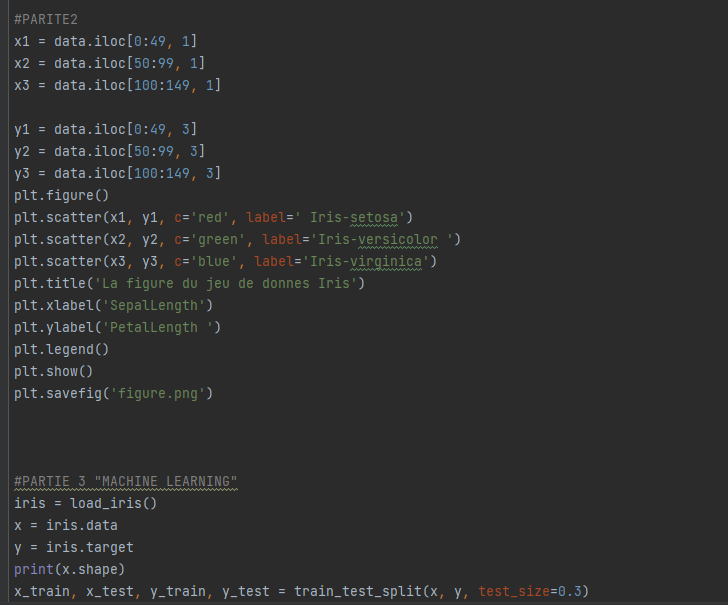 #PARITE2
x1 = data.iloc[0:49, 1]
x2 = data.iloc[50:99, 1]
x3 = data.iloc[100:149, 1]
y1 = data.iloc[0:49, 3]
y2 = data.iloc[50:99, 3]
y3 = data.iloc[100:149, 3]
plt.figure()
plt.scatter(x1, y1, c='red', label=' Iris-setosa')
plt.scatter(x2, y2, c='green', label='Iris-versicolor ')
plt.scatter(x3, y3, c='blue', label='Iris-virginica')
plt.title('La figure du jeu de donnes Iris')
plt.xlabel('SepalLength')
plt.ylabel('PetalLength ')
plt.legend()
plt.show()
plt.savefig('figure.png')
#PARTIE 3 "MACHINE LEARNING"
iris = load_iris()
x = iris.data
y = iris.target
print(x.shape)
x_train, x_test, y_train, y_test = train_test_split(x, y, test_size=0.3)